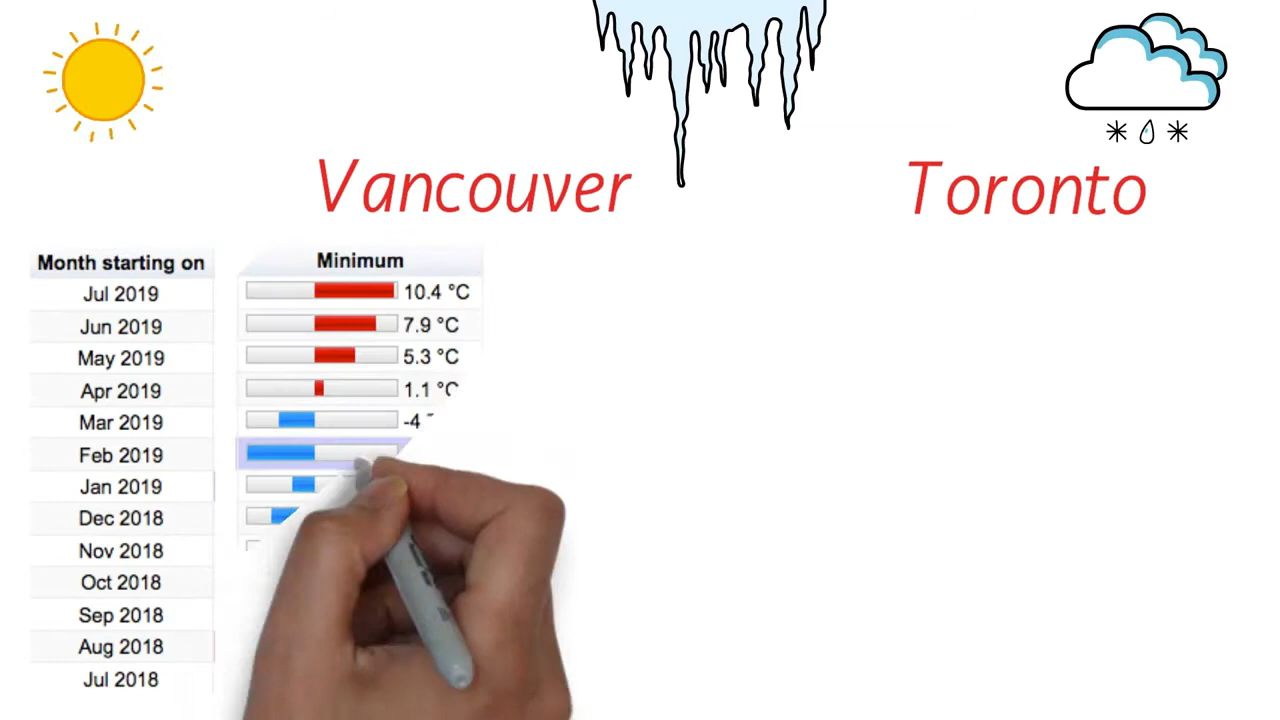 Vancouver Toronto
Month starting on Minimum
Jul 2019 10.4 °C
Jun 2019 7.9 °C
May 2019 5.3 °C
Apr 2019 1.1 °C
Mar 2019 -4
Feb 2019
Jan 2019
Dec 2018
Nov 2018
Oct 2018
Sep 2018
Aug 2018
Jul 2018